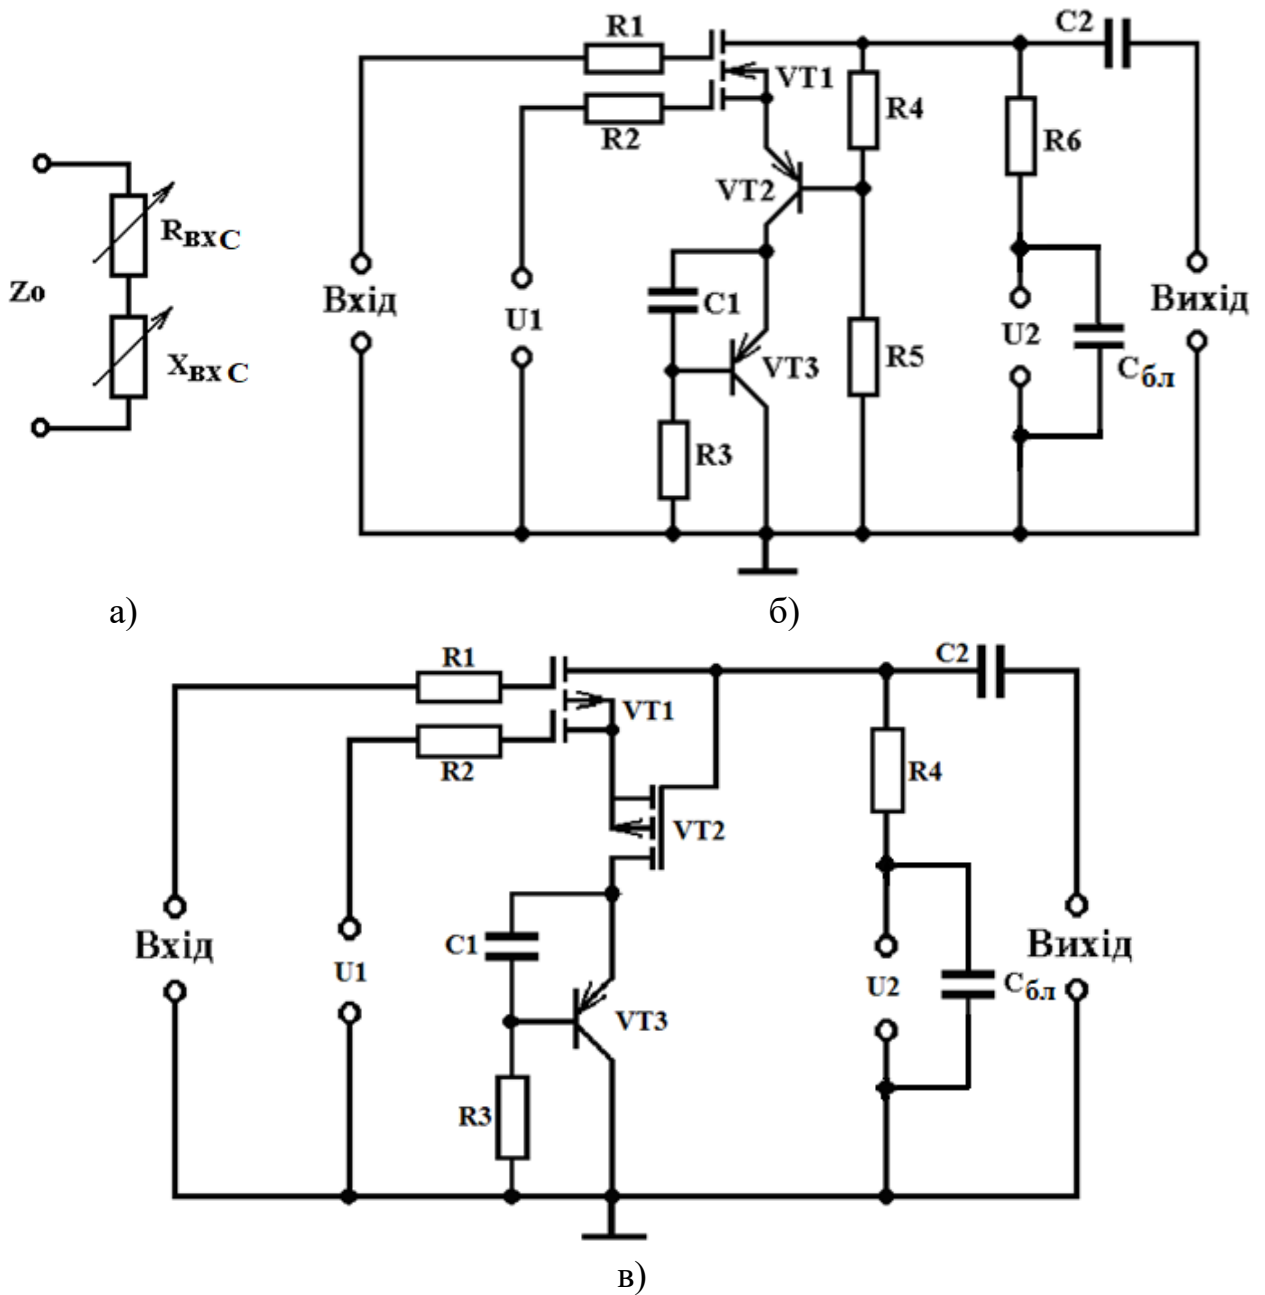 Zo
RвхC
XвхC
а)
R1
R2
VT1
VT2
C1
VT3
R3
R4
R5
R6
C2
Вхід
U1
U2
Cбл
Вихід
б)
R1
R2
VT1
VT2
C1
VT3
R3
R4
C2
Вхід
U1
U2
Cбл
Вихід
в)